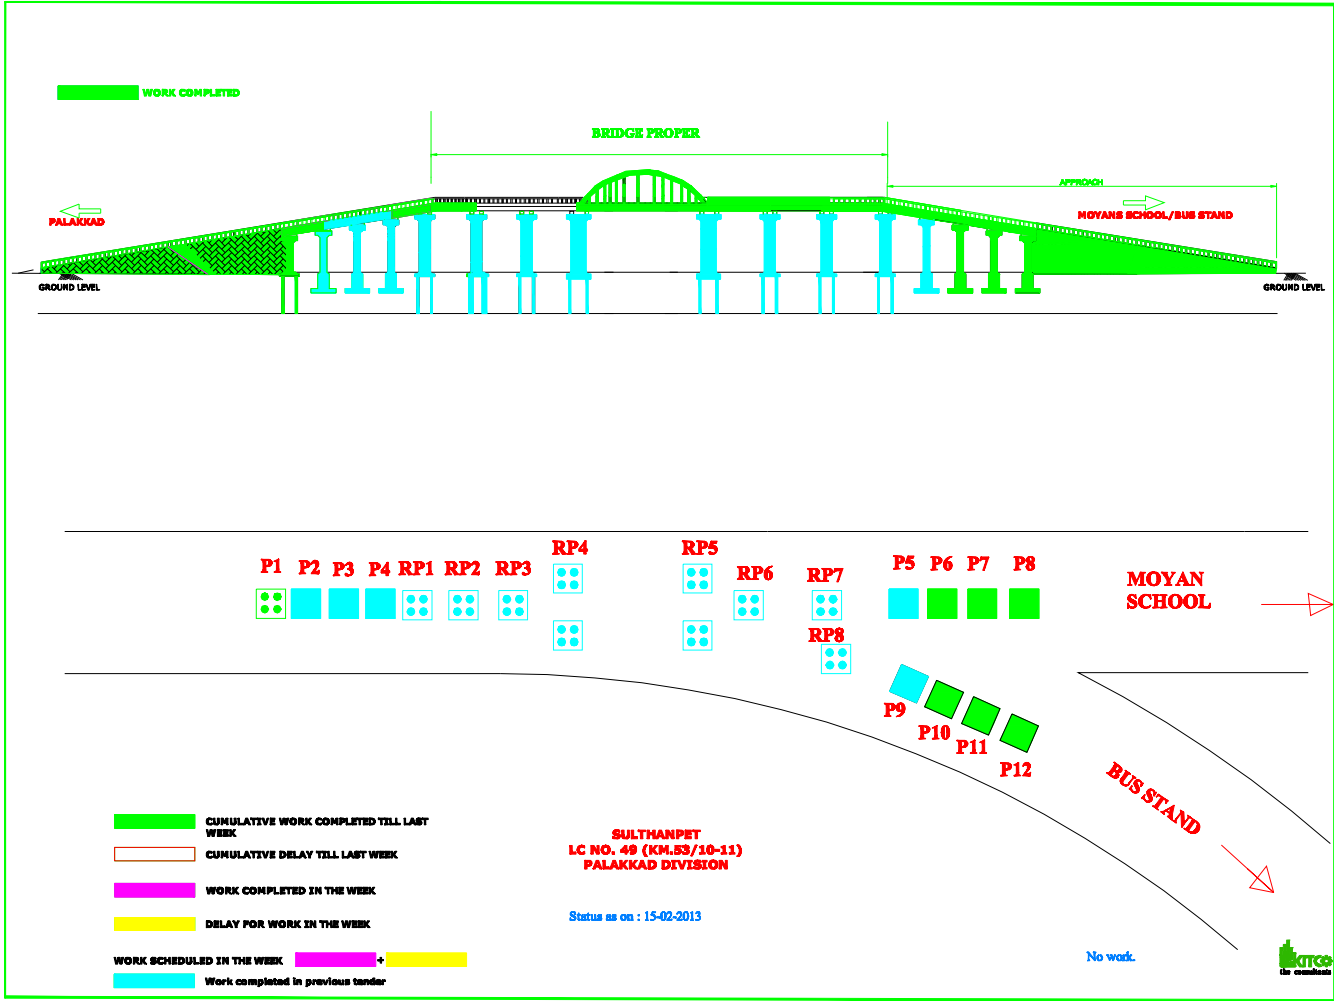 WORK COMPLETED
BRIDGE PROPER
APPROACH
PALAKKAD
MOYANS SCHOOL/BUS STAND
GROUND LEVEL
GROUND LEVEL
P1 P2 P3 P4 RP1 RP2 RP3 RP4 RP5 RP6 RP7 P5 P6 P7 P8
RP8
MOYAN
SCHOOL
P9
P10
P11
P12
BUS STAND
CUMULATIVE WORK COMPLETED TILL LAST
WEEK
CUMULATIVE DELAY TILL LAST WEEK
WORK COMPLETED IN THE WEEK
DELAY FOR WORK IN THE WEEK
WORK SCHEDULED IN THE WEEK +
Work completed in previous tender
SULTHANPET
LC NO. 49 (KM.53/10-11)
PALAKKAD DIVISION
Status as on : 15-02-2013
No work.
KITCO
the consultants